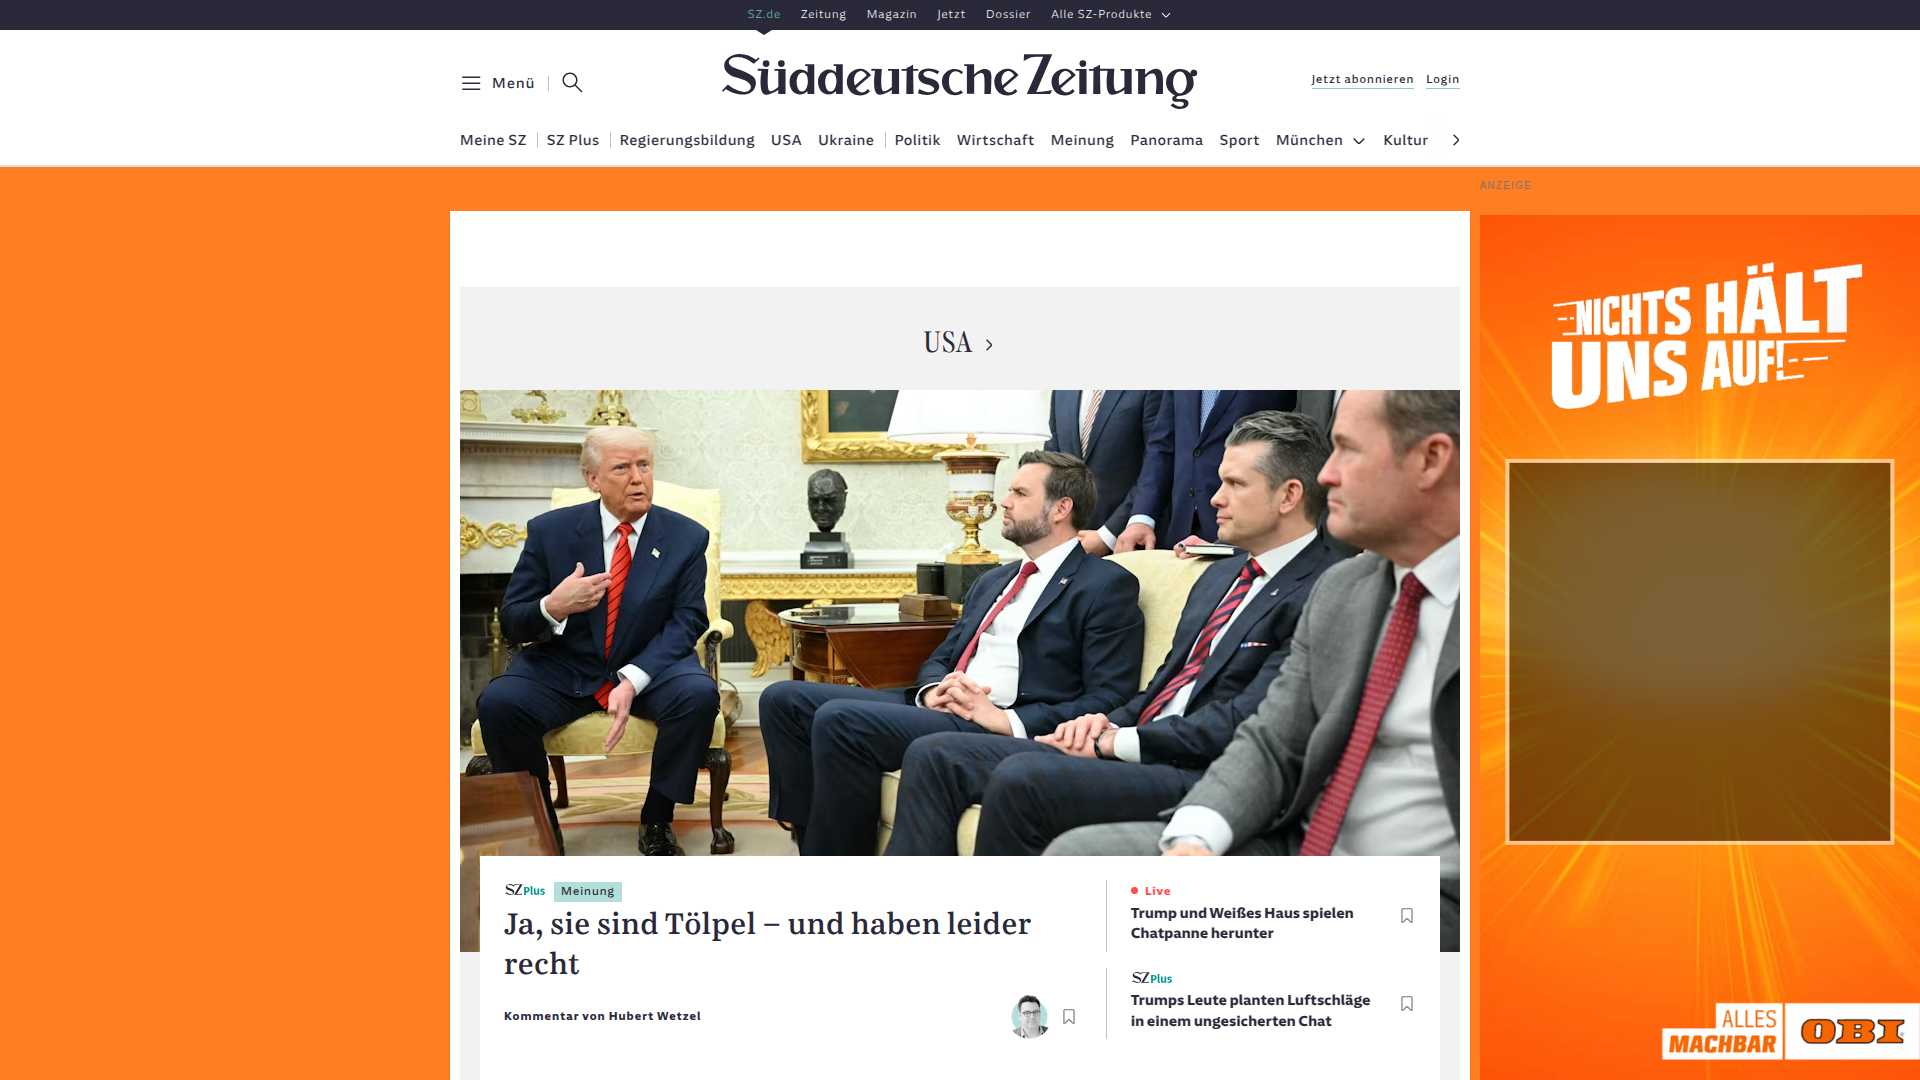 SZ.de Zeitung Magazin Jetzt Dossier Alle SZ-Produkte
Menü
Süddeutsche Zeitung
Jetzt abonnieren Login
Meine SZ SZ Plus Regierungsbildung USA Ukraine Politik Wirtschaft Meinung Panorama Sport München Kultur
ANZEIGE
USA
NICHTS HÄLT
UNS AUF!
SZ Plus Meinung
Ja, sie sind Tölpel – und haben leider
recht
Kommentar von Hubert Wetzel
Live
Trump und Weißes Haus spielen
Chatpanne herunter
SZ Plus
Trumps Leute planten Luftschläge
in einem ungesicherten Chat
ALLES
MACHBAR
OBI